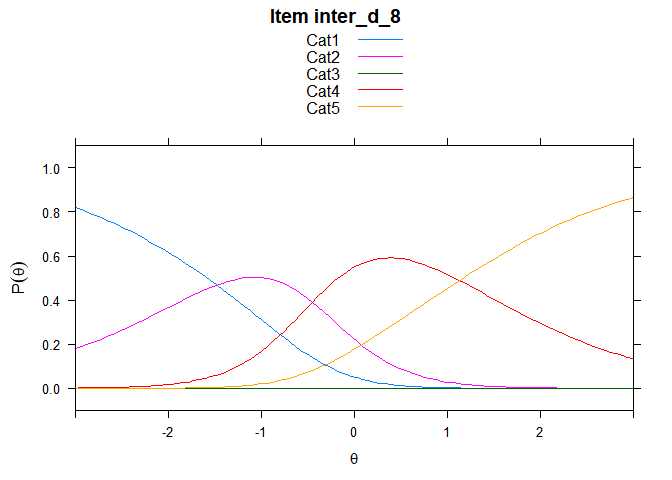 Item inter_d_8
Cat1
Cat2
Cat3
Cat4
Cat5
1.0
0.8
0.6
0.4
0.2
0.0
P(θ)
-2 -1 0 1 2
θ